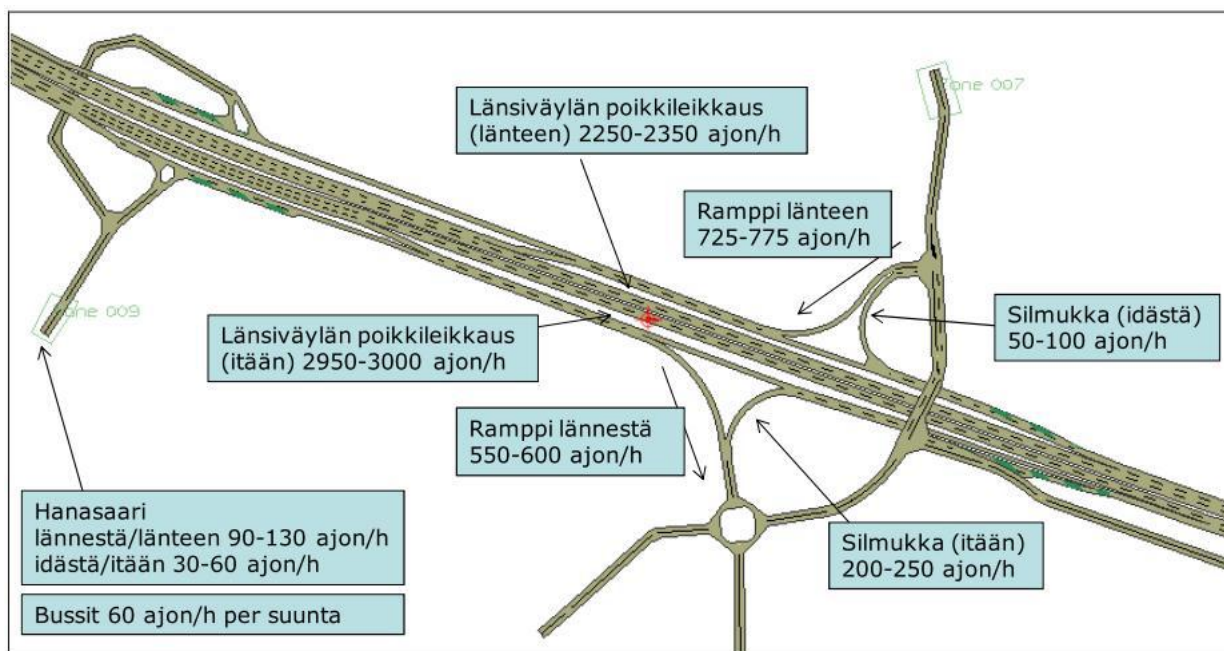 Länsiväylän poikkileikkaus
(länteen) 2250-2350 ajon/h
Zone 007
Ramppi länteen
725-775 ajon/h
Silmukka (idästä)
50-100 ajon/h
Zone 009
Länsiväylän poikkileikkaus
(itään) 2950-3000 ajon/h
Ramppi lännestä
550-600 ajon/h
Silmukka (itään)
200-250 ajon/h
Hanasaari
lännestä/länteen 90-130 ajon/h
idästä/itään 30-60 ajon/h
Bussit 60 ajon/h per suunta